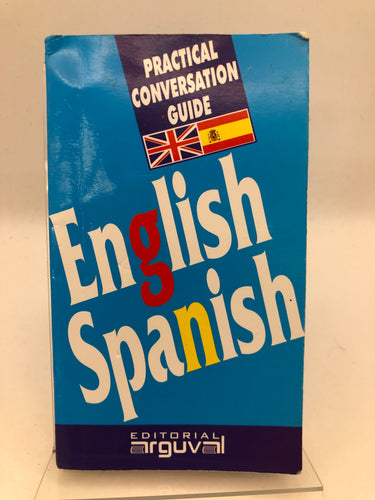 PRACTICAL
CONVERSATION
GUIDE
English
Spanish
EDITORIAL
arguval